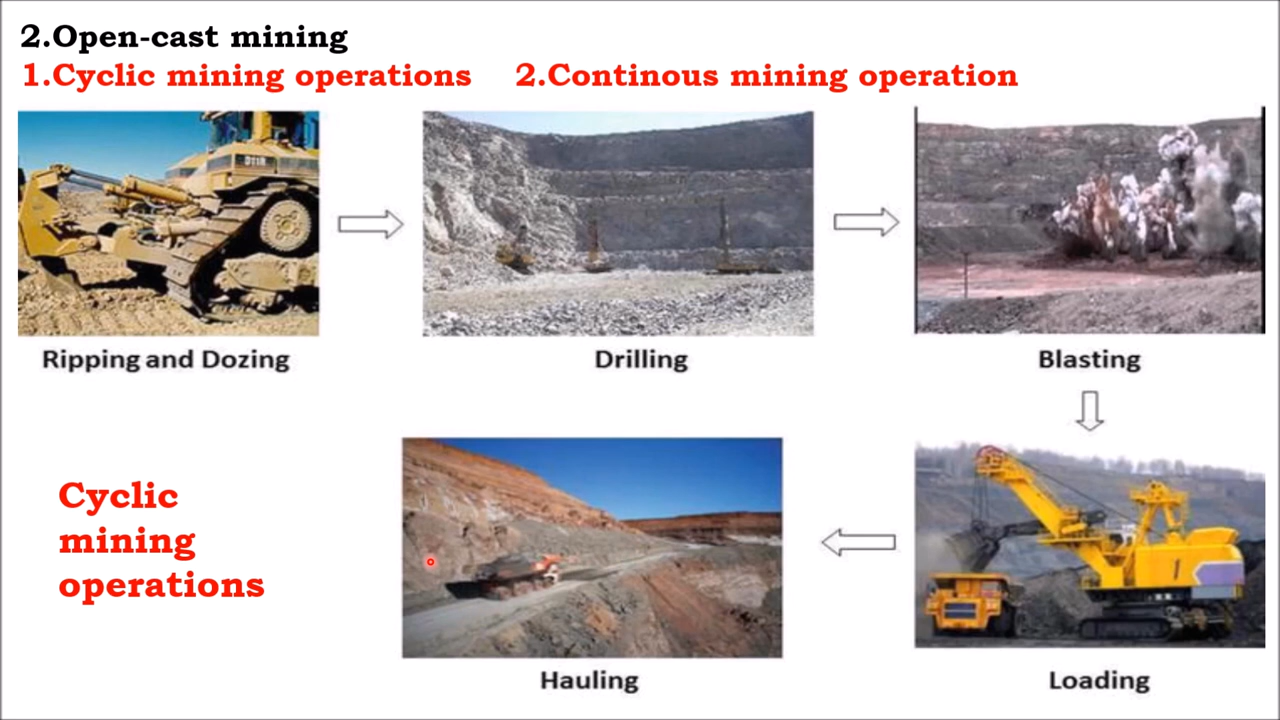 2.Open-cast mining
1.Cyclic mining operations 2.Continous mining operation
D11R
Ripping and Dozing
Drilling
Blasting
Cyclic
mining
operations
Hauling
Loading